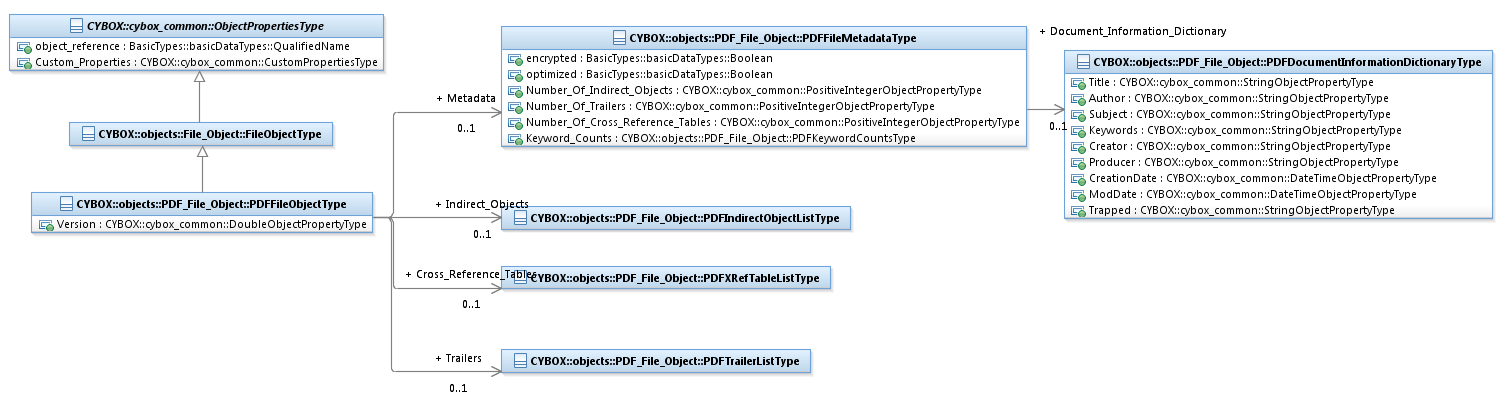 CYBOX::cybox_common::ObjectPropertiesType
object_reference : BasicTypes::basicDataTypes::QualifiedName
Custom_Properties : CYBOX::cybox_common::CustomPropertiesType
CYBOX::objects::File_Object::FileObjectType
CYBOX::objects::PDF_File_Object::PDFFileObjectType
Version : CYBOX::cybox_common::DoubleObjectPropertyType
+ Metadata
0..1
CYBOX::objects::PDF_File_Object::PDFFileMetadataType
encrypted : BasicTypes::basicDataTypes::Boolean
optimized : BasicTypes::basicDataTypes::Boolean
Number_Of_Indirect_Objects : CYBOX::cybox_common::PositiveIntegerObjectPropertyType
Number_Of_Trailers : CYBOX::cybox_common::PositiveIntegerObjectPropertyType
Number_Of_Cross_Reference_Tables : CYBOX::cybox_common::PositiveIntegerObjectPropertyType
Keyword_Counts : CYBOX::objects::PDF_File_Object::PDFKeywordCountsType
+ Indirect_Objects
0..1
CYBOX::objects::PDF_File_Object::PDFIndirectObjectListType
+ Cross_Reference_Tables
0..1
CYBOX::objects::PDF_File_Object::PDFXRefTableListType
+ Trailers
0..1
CYBOX::objects::PDF_File_Object::PDFTrailerListType
+ Document_Information_Dictionary
0..1
CYBOX::objects::PDF_File_Object::PDFDocumentInformationDictionaryType
Title : CYBOX::cybox_common::StringObjectPropertyType
Author : CYBOX::cybox_common::StringObjectPropertyType
Subject : CYBOX::cybox_common::StringObjectPropertyType
Keywords : CYBOX::cybox_common::StringObjectPropertyType
Creator : CYBOX::cybox_common::StringObjectPropertyType
Producer : CYBOX::cybox_common::StringObjectPropertyType
CreationDate : CYBOX::cybox_common::DateTimeObjectPropertyType
ModDate : CYBOX::cybox_common::DateTimeObjectPropertyType
Trapped : CYBOX::cybox_common::StringObjectPropertyType